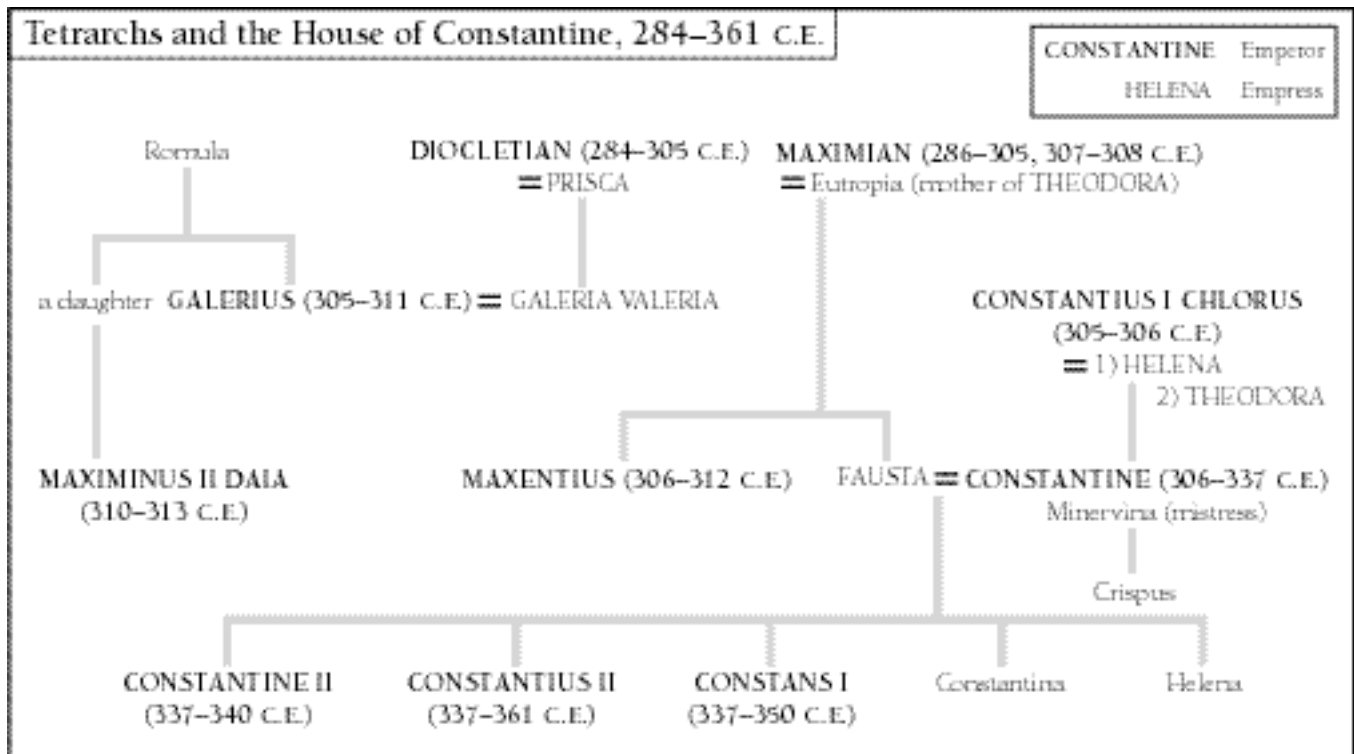 Tetrarchs and the House of Constantine, 284–361 C.E.
CONSTANTINE Emperor
HELENA Empress
Romula
DIOCLETIAN (284–305 C.E.)
= PRISCA
MAXIMIAN (286–305, 307–308 C.E.)
= Eutropia (mother of THEODORA)
a daughter GALERIUS (305–311 C.E.) = GALERIA VALERIA
CONSTANTIUS I CHLORUS
(305–306 C.E.)
= 1) HELENA
2) THEODORA
MAXIMINUS II DAIA
(310–313 C.E.)
MAXENTIUS (306–312 C.E.)
FAUSTA = CONSTANTINE (306–337 C.E.)
Minervina (mistress)
Crispus
CONSTANTINE II
(337–340 C.E.)
CONSTANTIUS II
(337–361 C.E.)
CONSTANS I
(337–350 C.E.)
Constantina
Helena